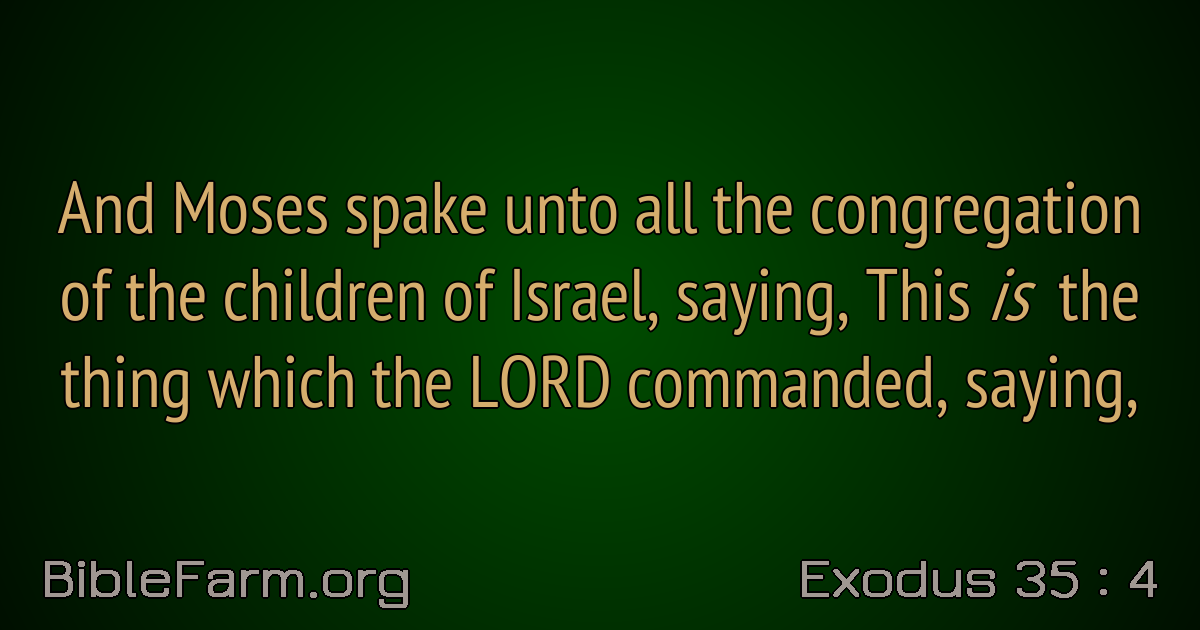 And Moses spake unto all the congregation
of the children of Israel, saying, This is the
thing which the LORD commanded, saying,
BibleFarm.org
Exodus 35 : 4